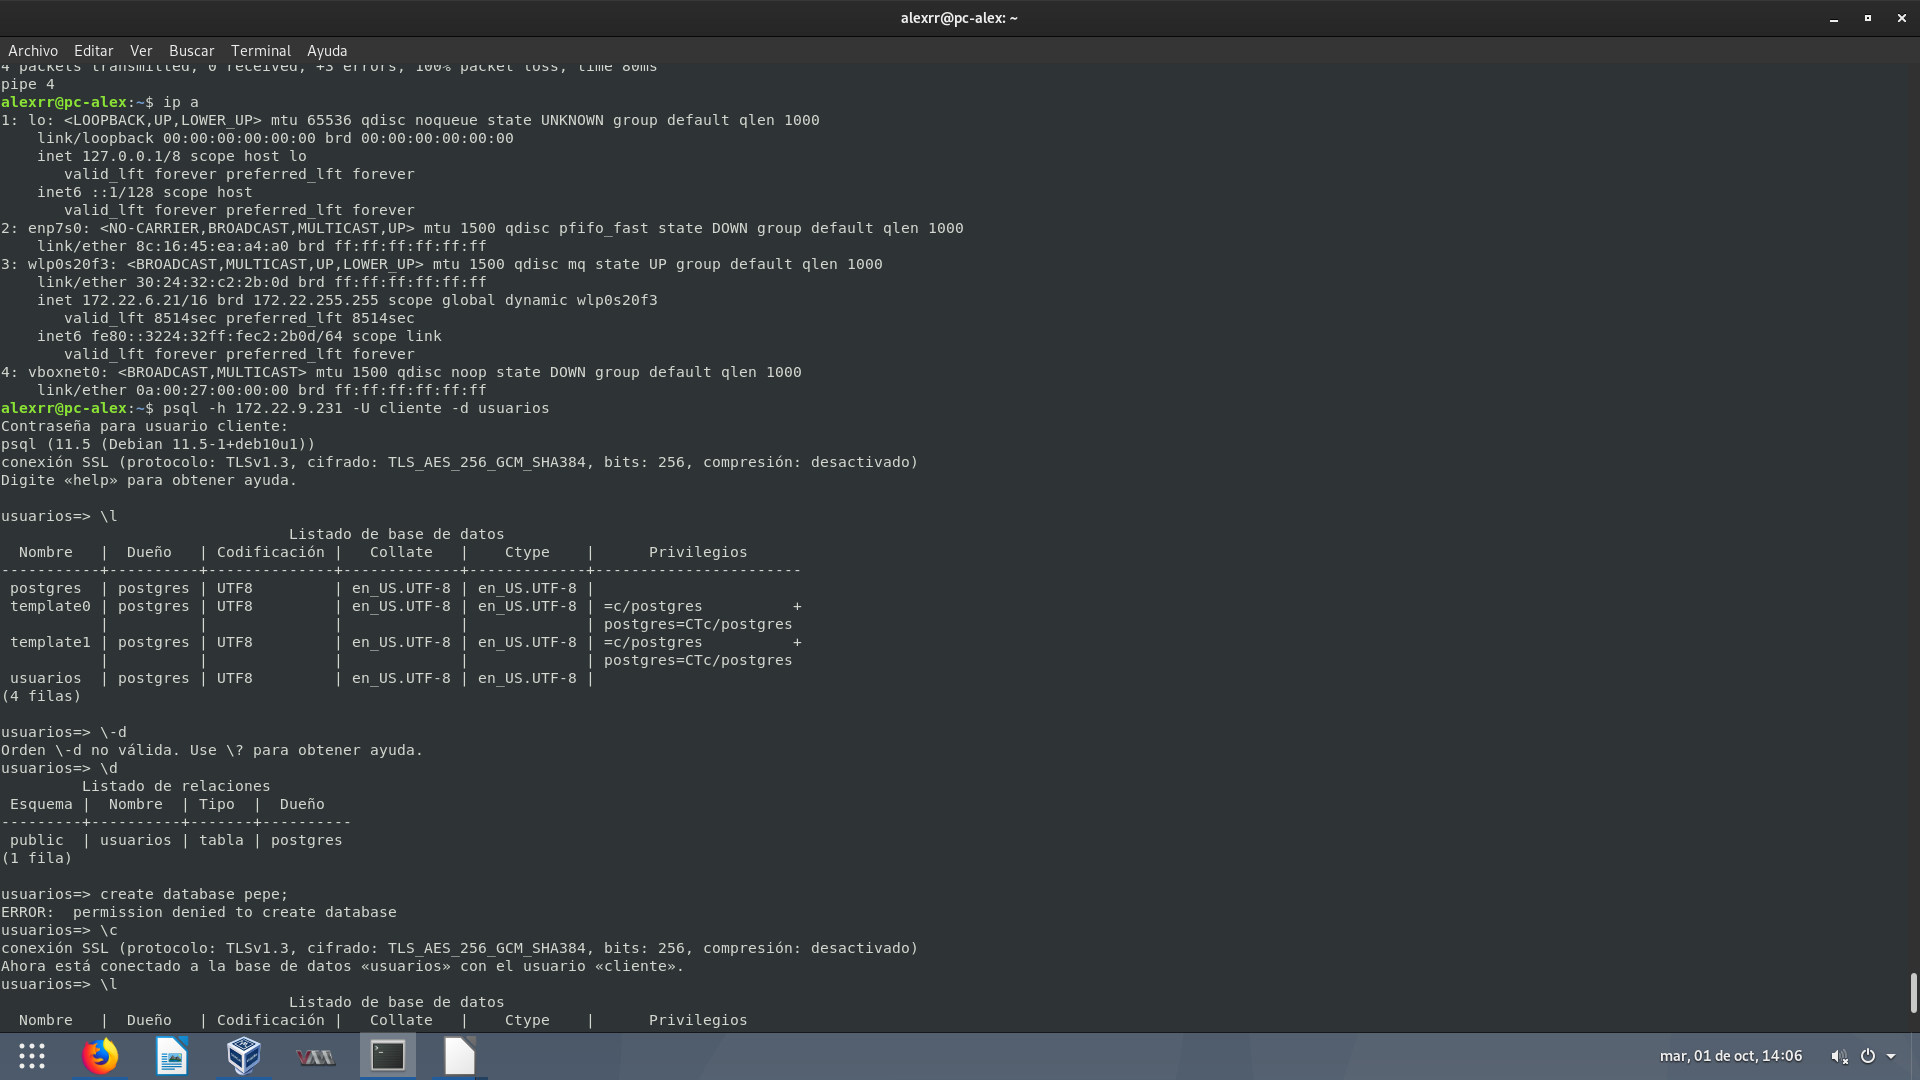 alexrr@pc-alex: ~
Archivo Editar Ver Buscar Terminal Ayuda
4 packets transmitted, 0 received, +3 errors, 100% packet loss, time 80ms
pipe 4
alexrr@pc-alex:~$ ip a
1: lo: <LOOPBACK,UP,LOWER_UP> mtu 65536 qdisc noqueue state UNKNOWN group default qlen 1000
    link/loopback 00:00:00:00:00:00 brd 00:00:00:00:00:00
    inet 127.0.0.1/8 scope host lo
       valid_lft forever preferred_lft forever
    inet6 ::1/128 scope host
       valid_lft forever preferred_lft forever
2: enp7s0: <NO-CARRIER,BROADCAST,MULTICAST,UP> mtu 1500 qdisc pfifo_fast state DOWN group default qlen 1000
    link/ether 8c:16:45:ea:a4:a0 brd ff:ff:ff:ff:ff:ff
3: wlp0s20f3: <BROADCAST,MULTICAST,UP,LOWER_UP> mtu 1500 qdisc mq state UP group default qlen 1000
    link/ether 30:24:32:c2:2b:0d brd ff:ff:ff:ff:ff:ff
    inet 172.22.6.21/16 brd 172.22.255.255 scope global dynamic wlp0s20f3
       valid_lft 8514sec preferred_lft 8514sec
    inet6 fe80::3224:32ff:fec2:2b0d/64 scope link
       valid_lft forever preferred_lft forever
4: vboxnet0: <BROADCAST,MULTICAST> mtu 1500 qdisc noop state DOWN group default qlen 1000
    link/ether 0a:00:27:00:00:00 brd ff:ff:ff:ff:ff:ff
alexrr@pc-alex:~$ psql -h 172.22.9.231 -U cliente -d usuarios
Contraseña para usuario cliente:
psql (11.5 (Debian 11.5-1+deb10u1))
conexión SSL (protocolo: TLSv1.3, cifrado: TLS_AES_256_GCM_SHA384, bits: 256, compresión: desactivado)
Digite «help» para obtener ayuda.
usuarios=> \l
                                Listado de base de datos
  Nombre   |  Dueño   | Codificación |   Collate   |    Ctype    |      Privilegios
-----------+----------+--------------+-------------+-------------+-----------------------
 postgres  | postgres | UTF8         | en_US.UTF-8 | en_US.UTF-8 |
 template0 | postgres | UTF8         | en_US.UTF-8 | en_US.UTF-8 | =c/postgres          +
           |          |              |             |             | postgres=CTc/postgres
 template1 | postgres | UTF8         | en_US.UTF-8 | en_US.UTF-8 | =c/postgres          +
           |          |              |             |             | postgres=CTc/postgres
 usuarios  | postgres | UTF8         | en_US.UTF-8 | en_US.UTF-8 |
(4 filas)
usuarios=> \-d
Orden \-d no válida. Use \? para obtener ayuda.
usuarios=> \d
         Listado de relaciones
 Esquema |  Nombre  | Tipo  |  Dueño
---------+----------+-------+----------
 public  | usuarios | tabla | postgres
(1 fila)
usuarios=> create database pepe;
ERROR:  permission denied to create database
usuarios=> \c
conexión SSL (protocolo: TLSv1.3, cifrado: TLS_AES_256_GCM_SHA384, bits: 256, compresión: desactivado)
Ahora está conectado a la base de datos «usuarios» con el usuario «cliente».
usuarios=> \l
                                Listado de base de datos
  Nombre   |  Dueño   | Codificación |   Collate   |    Ctype    |      Privilegios
mar, 01 de oct, 14:06